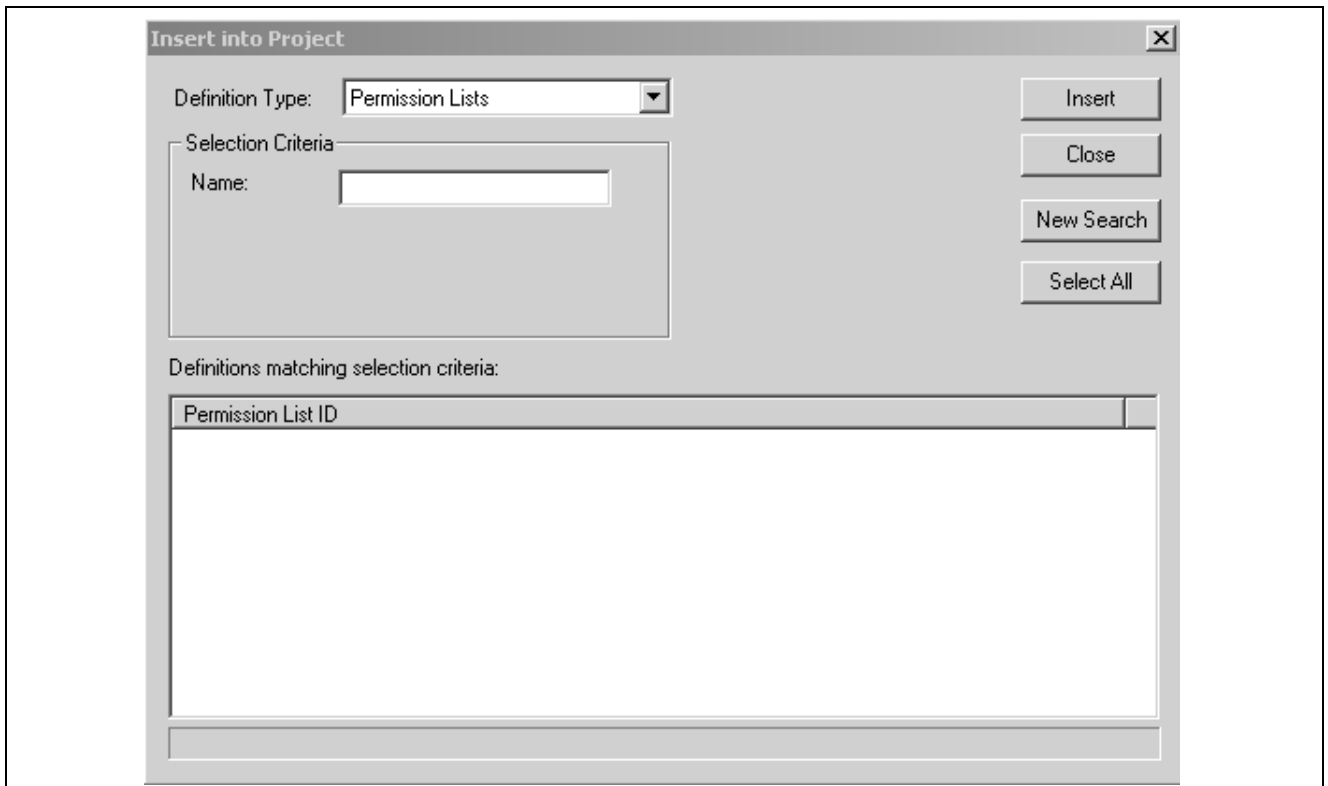 Insert into Project
Definition Type: Permission Lists
Insert
Selection Criteria
Close
Name:
New Search
Select All
Definitions matching selection criteria:
Permission List ID